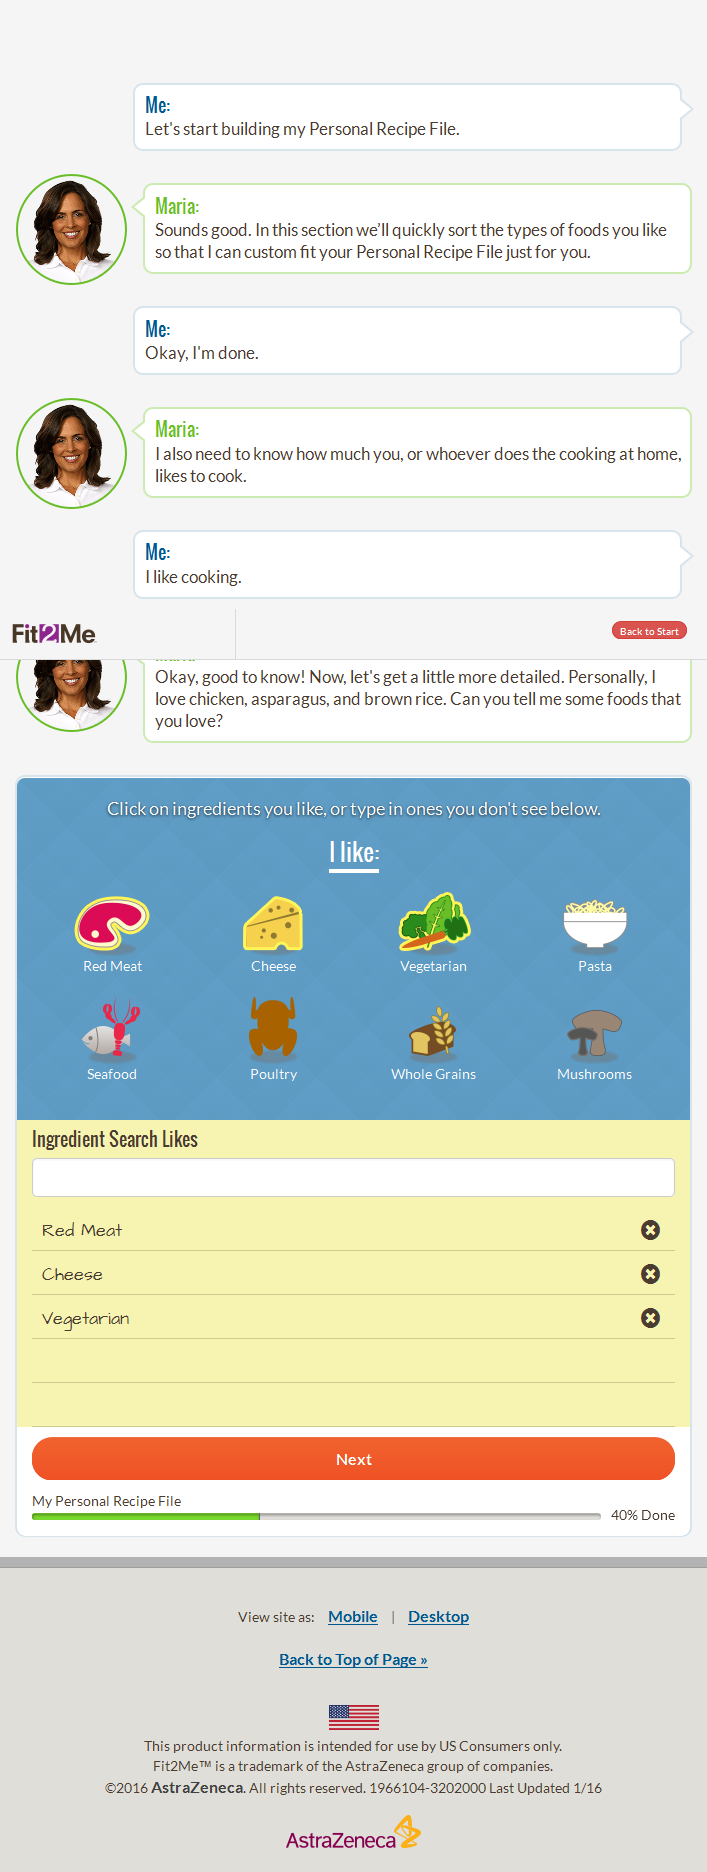 Me:
Let's start building my Personal Recipe File.
Maria:
Sounds good. In this section we'll quickly sort the types of foods you like
so that I can custom fit your Personal Recipe File just for you.
Me:
Okay, I'm done.
Maria:
I also need to know how much you, or whoever does the cooking at home,
likes to cook.
Me:
I like cooking.
Fit2Me
Back to Start
Okay, good to know! Now, let's get a little more detailed. Personally, I
love chicken, asparagus, and brown rice. Can you tell me some foods that
you love?
Click on ingredients you like, or type in ones you don't see below.
I like:
Red Meat Cheese Vegetarian Pasta
Seafood Poultry Whole Grains Mushrooms
Ingredient Search Likes
Red Meat
Cheese
Vegetarian
Next
My Personal Recipe File
40% Done
View site as: Mobile | Desktop
Back to Top of Page »
This product information is intended for use by US Consumers only.
Fit2Me™ is a trademark of the AstraZeneca group of companies.
©2016 AstraZeneca. All rights reserved. 1966104-3202000 Last Updated 1/16
AstraZeneca